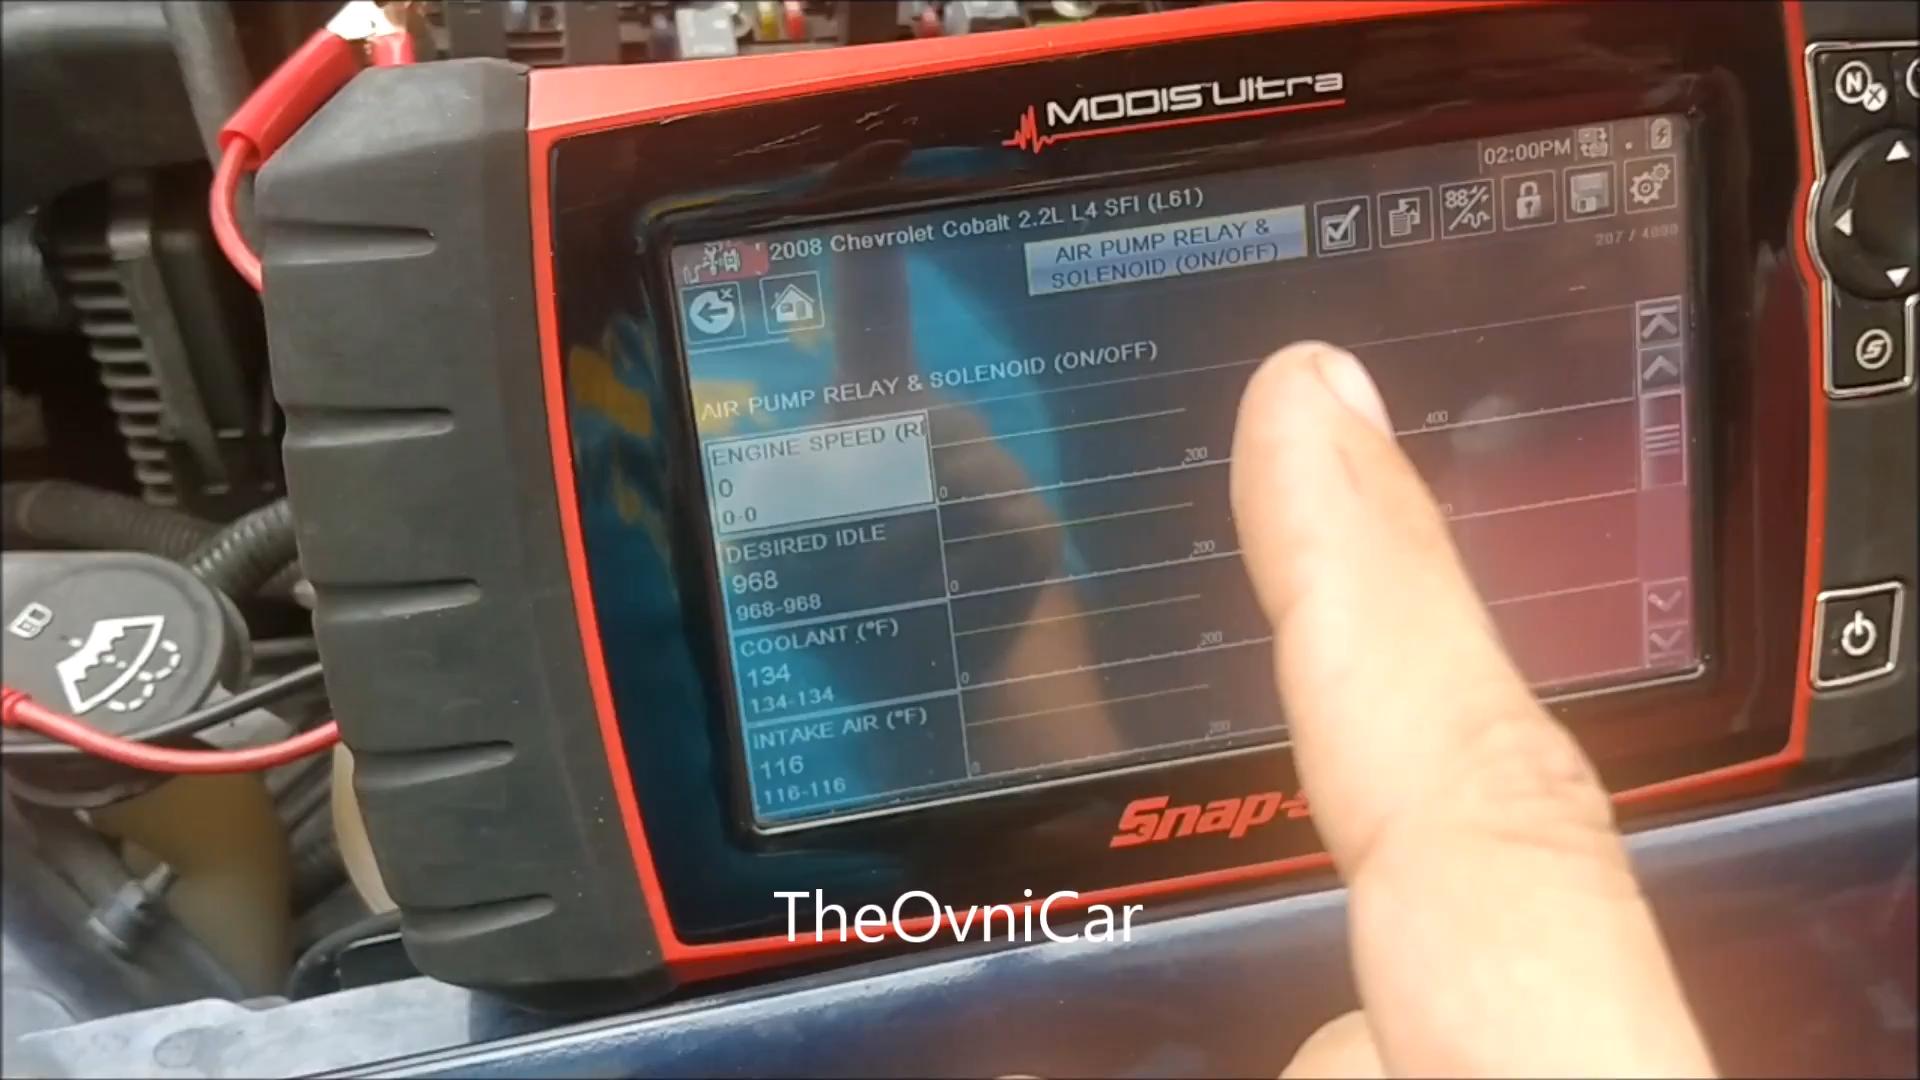 MODIS Ultra
02:00PM
2008 Chevrolet Cobalt 2.2L L4 SFI (L61)
AIR PUMP RELAY &
SOLENOID (ON/OFF)
207 / 4000
AIR PUMP RELAY & SOLENOID (ON/OFF)
ENGINE SPEED (R
0
0-0
0
200
400
DESIRED IDLE
968
968-968
0
200
COOLANT (°F)
134
134-134
0
200
INTAKE AIR (°F)
116
116-116
0
200
Snap-
TheOvniCar
N
S
88